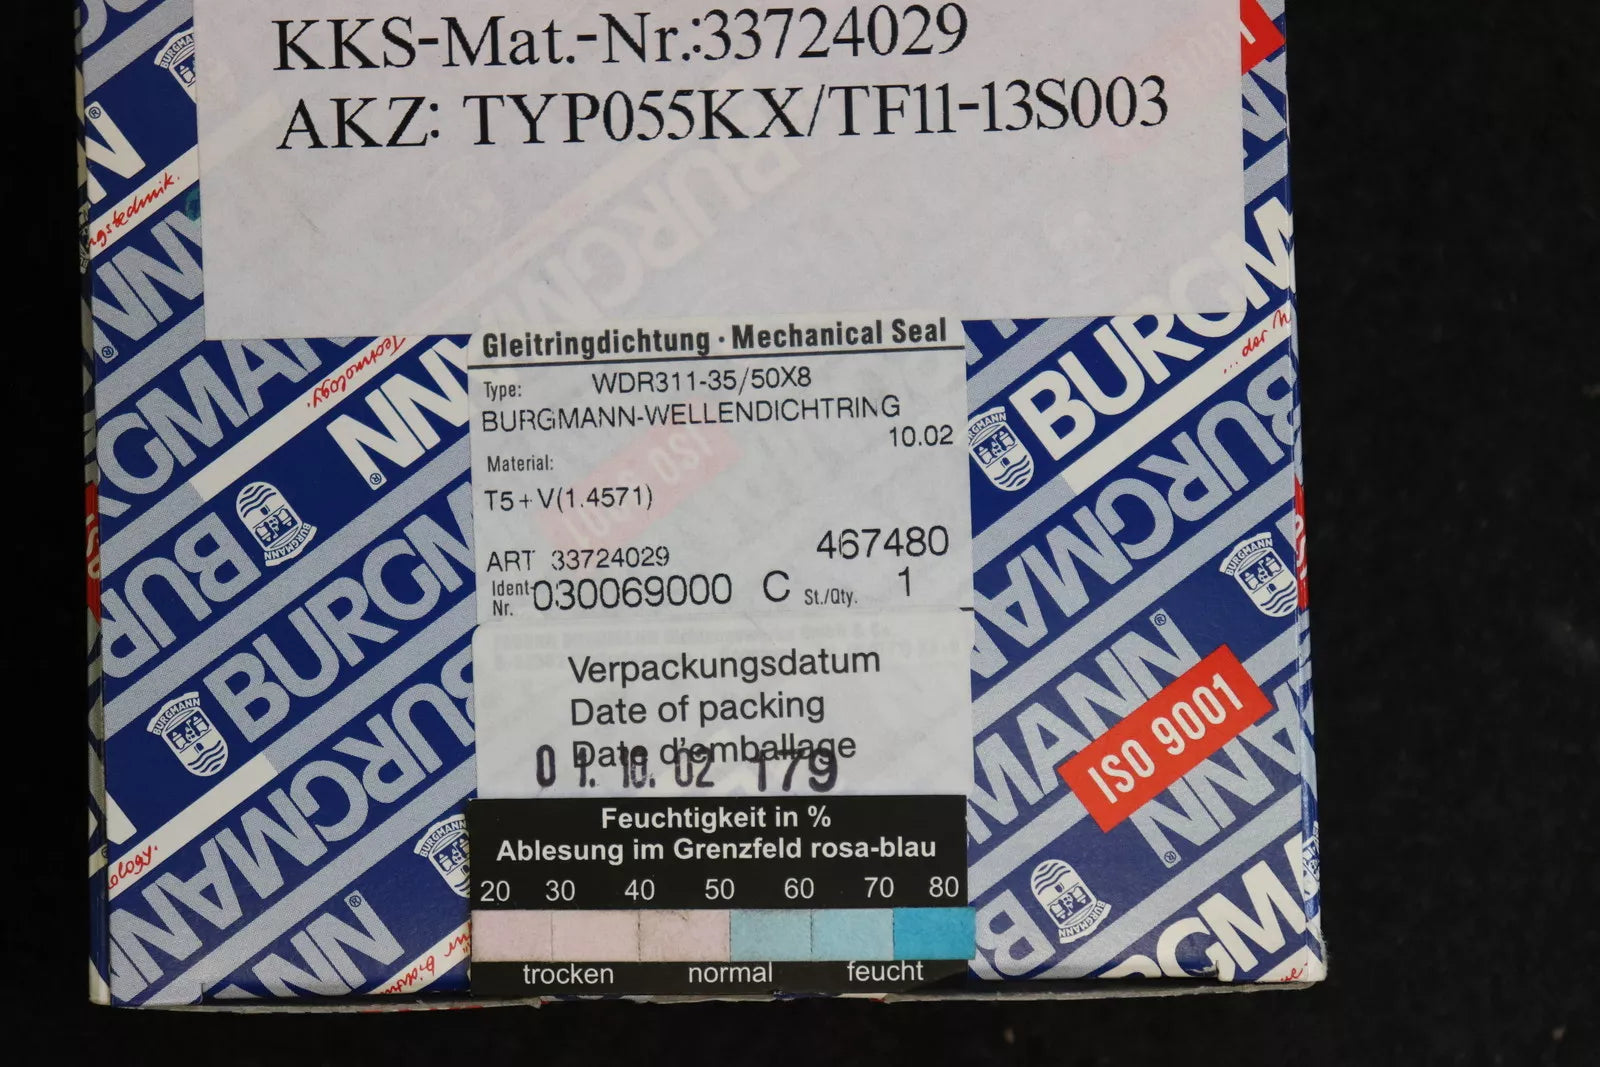 KKS-Mat.-Nr.:33724029
AKZ: TYP055KX/TF11-13S003
Gleitringdichtung · Mechanical Seal
Type: WDR311-35/50X8
BURGMANN-WELLENDICHTRING
10.02
Material:
T5+V(1.4571)
467480
ART 33724029
Ident-Nr. 030069000 C St./Qty. 1
Verpackungsdatum
Date of packing
Date d'emballage
01. 10. 02 179
Feuchtigkeit in %
Ablesung im Grenzfeld rosa-blau
20 30 40 50 60 70 80
trocken normal feucht
BURGMANN
ISO 9001